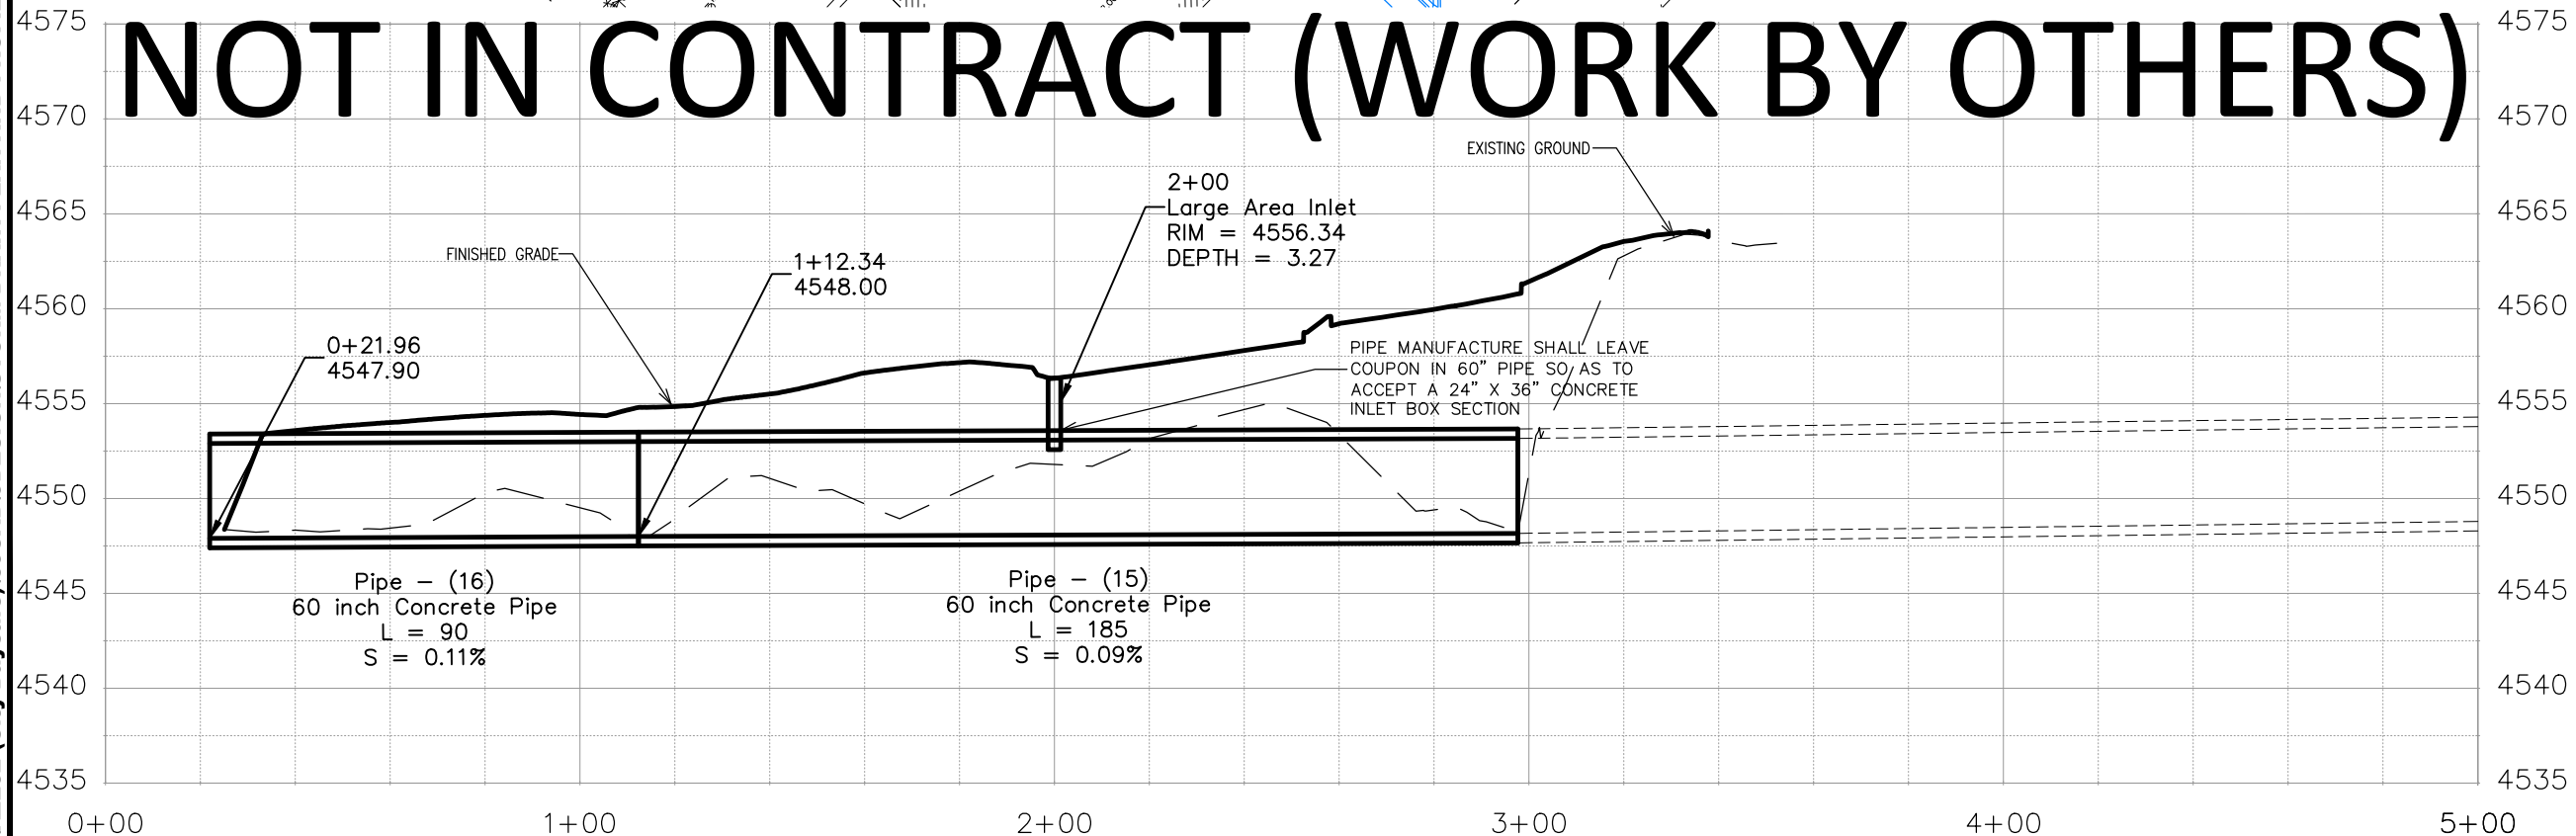 NOT IN CONTRACT (WORK BY OTHERS)
4575
4575
4570
4570
EXISTING GROUND
2+00
Large Area Inlet
RIM = 4556.34
DEPTH = 3.27
4565
4565
FINISHED GRADE
1+12.34
4548.00
4560
4560
0+21.96
4547.90
PIPE MANUFACTURE SHALL LEAVE
COUPON IN 60" PIPE SO AS TO
ACCEPT A 24" X 36" CONCRETE
INLET BOX SECTION
4555
4555
4550
4550
4545
4545
Pipe - (16)
60 inch Concrete Pipe
L = 90
S = 0.11%
Pipe - (15)
60 inch Concrete Pipe
L = 185
S = 0.09%
4540
4540
4535
4535
0+00
1+00
2+00
3+00
4+00
5+00